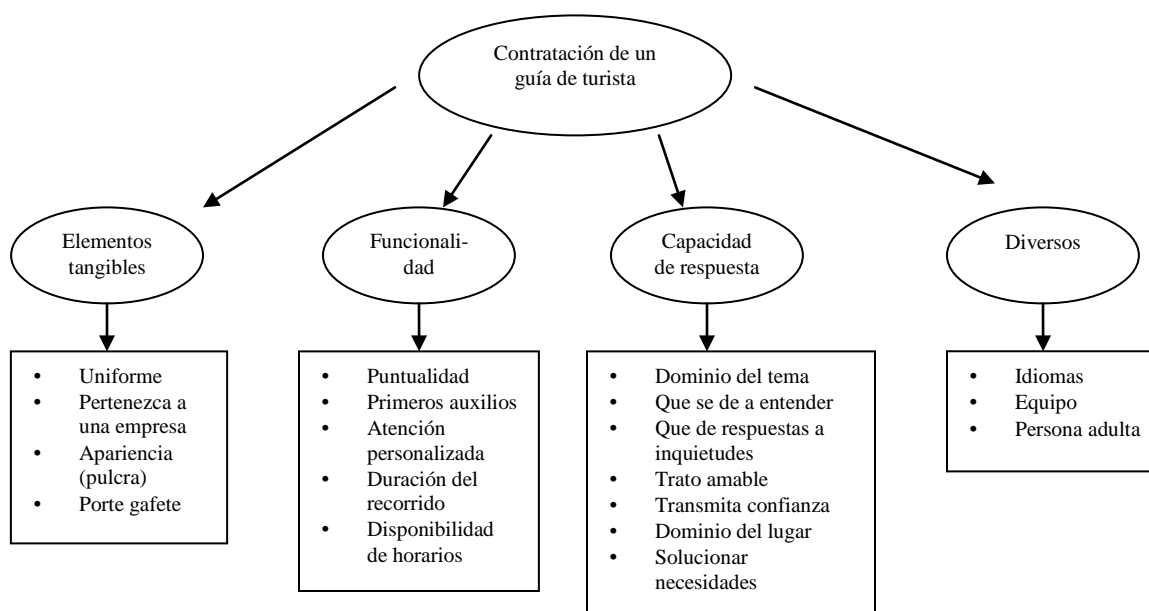 Contratación de un
guía de turista
Elementos
tangibles
Funcionali-
dad
Capacidad
de respuesta
Diversos
• Uniforme
• Pertenezca a
una empresa
• Apariencia
(pulcra)
• Porte gafete
• Puntualidad
• Primeros auxilios
• Atención
personalizada
• Duración del
recorrido
• Disponibilidad
de horarios
• Dominio del tema
• Que se de a entender
• Que de respuestas a
inquietudes
• Trato amable
• Transmita confianza
• Dominio del lugar
• Solucionar
necesidades
• Idiomas
• Equipo
• Persona adulta